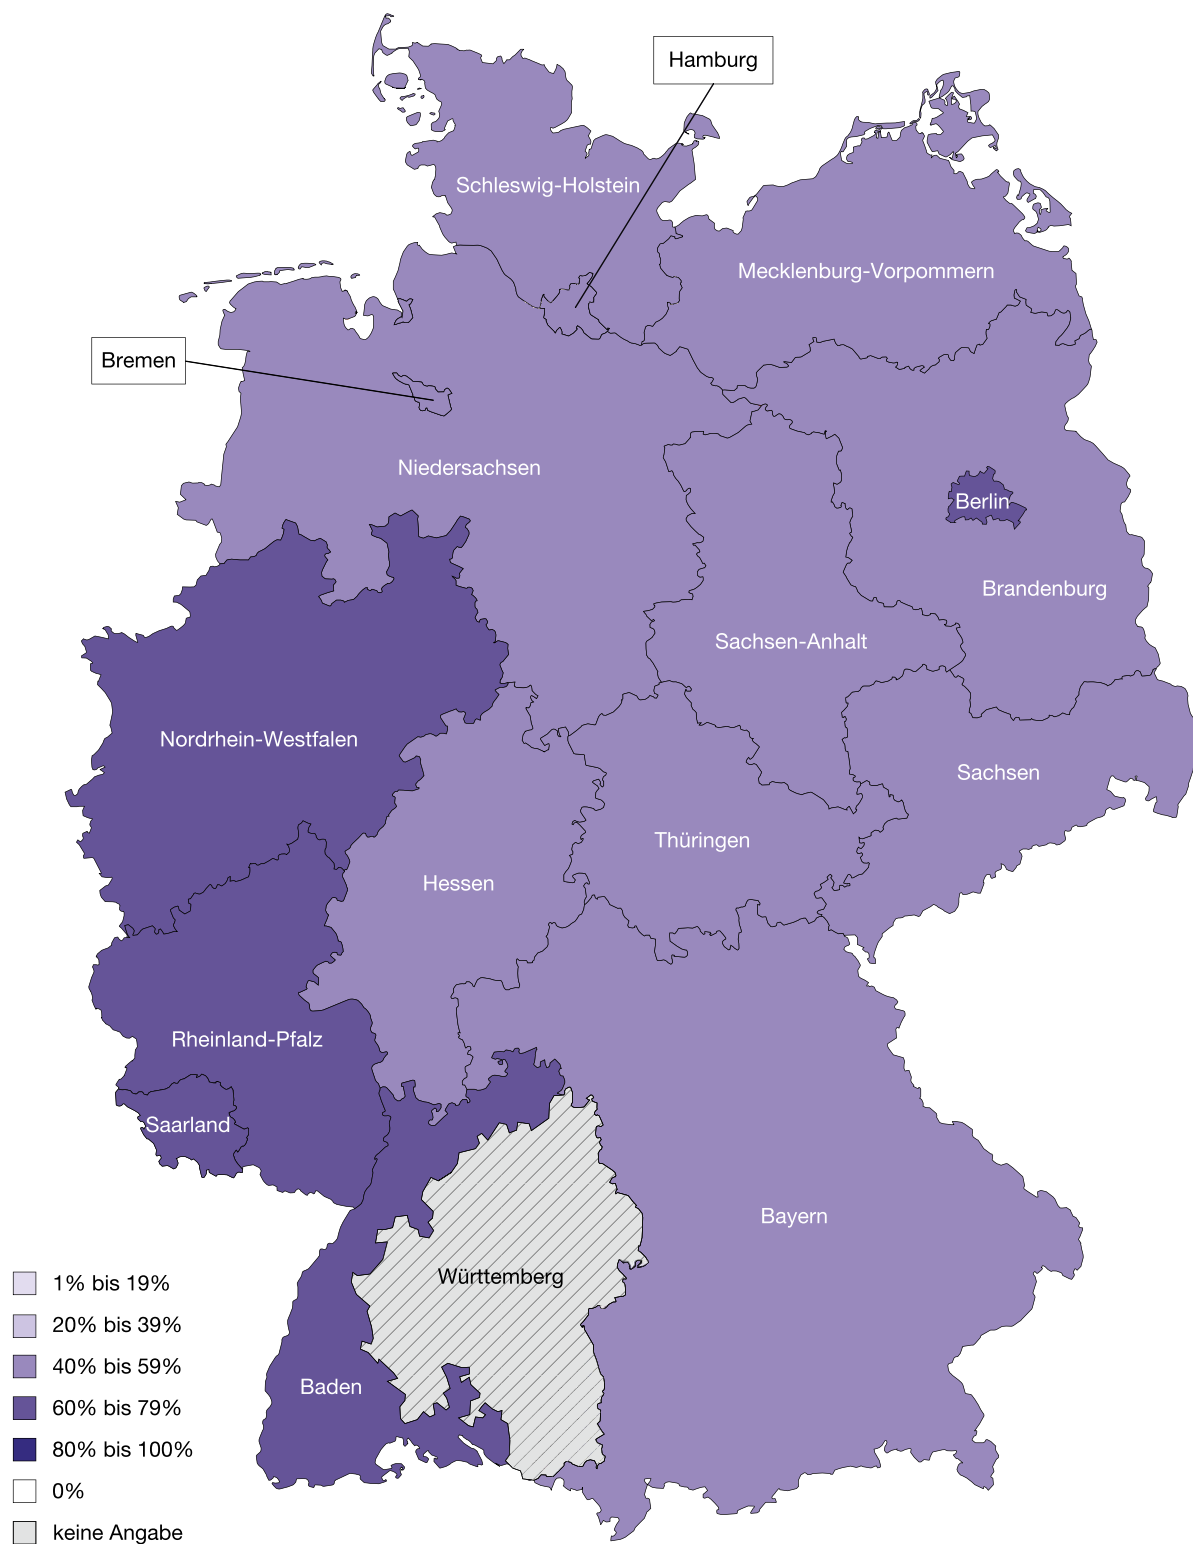 Hamburg
Schleswig-Holstein
Mecklenburg-Vorpommern
Bremen
Niedersachsen
Berlin
Brandenburg
Sachsen-Anhalt
Nordrhein-Westfalen
Sachsen
Thüringen
Hessen
Rheinland-Pfalz
Saarland
Bayern
Württemberg
Baden
1% bis 19%
20% bis 39%
40% bis 59%
60% bis 79%
80% bis 100%
0%
keine Angabe